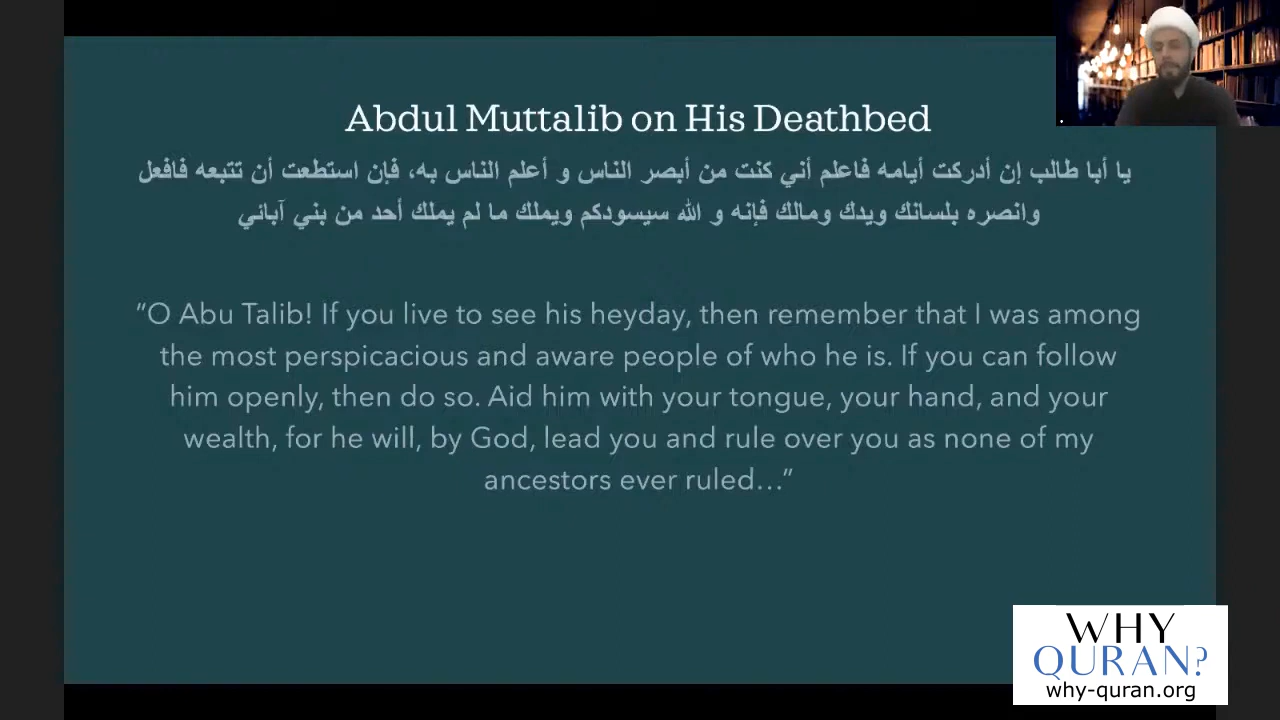 Abdul Muttalib on His Deathbed
يا أبا طالب إن أدركت أيامه فاعلم أني كنت من أبصر الناس و أعلم الناس به، فإن استطعت أن تتبعه فافعل
وانصره بلسانك ويدك ومالك فإنه و الله سيسودكم ويملك ما لم يملك أحد من بني آبائي
“O Abu Talib! If you live to see his heyday, then remember that I was among
the most perspicacious and aware people of who he is. If you can follow
him openly, then do so. Aid him with your tongue, your hand, and your
wealth, for he will, by God, lead you and rule over you as none of my
ancestors ever ruled…”
WHY
QURAN?
why-quran.org